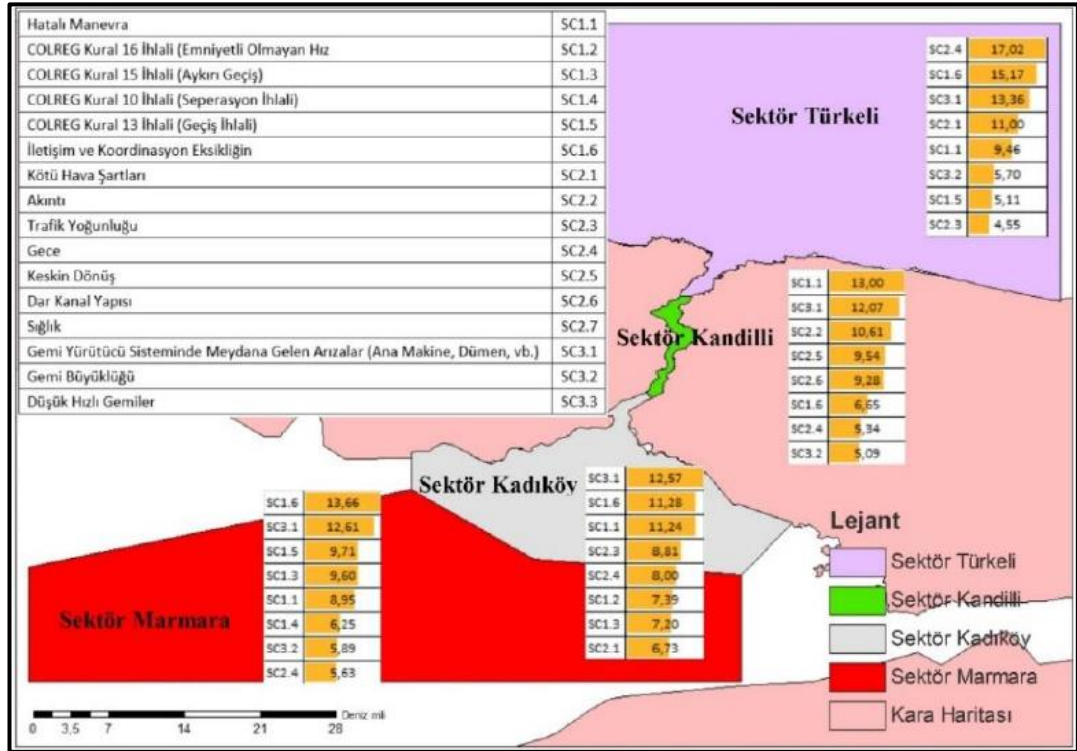 Hatalı Manevra SC1.1
COLREG Kural 16 İhlali (Emniyetli Olmayan Hız SC1.2
COLREG Kural 15 İhlali (Aykırı Geçiş) SC1.3
COLREG Kural 10 İhlali (Seperasyon İhlali) SC1.4
COLREG Kural 13 İhlali (Geçiş İhlali) SC1.5
İletişim ve Koordinasyon Eksikliğin SC1.6
Kötü Hava Şartları SC2.1
Akıntı SC2.2
Trafik Yoğunluğu SC2.3
Gece SC2.4
Keskin Dönüş SC2.5
Dar Kanal Yapısı SC2.6
Sığlık SC2.7
Gemi Yürütücü Sisteminde Meydana Gelen Arızalar (Ana Makine, Dümen, vb.) SC3.1
Gemi Büyüklüğü SC3.2
Düşük Hızlı Gemiler SC3.3
Sektör Türkeli
SC2.4 17,02
SC1.6 15,17
SC3.1 13,36
SC2.1 11,00
SC1.1 9,46
SC3.2 5,70
SC1.5 5,11
SC2.3 4,55
Sektör Kandilli
SC1.1 13,00
SC3.1 12,07
SC2.2 10,61
SC2.5 9,54
SC2.6 9,28
SC1.6 6,65
SC2.4 5,34
SC3.2 5,09
Sektör Kadıköy
SC3.1 12,57
SC1.6 11,28
SC1.1 11,24
SC2.3 8,81
SC2.4 8,00
SC1.2 7,39
SC1.3 7,20
SC2.1 6,73
Sektör Marmara
SC1.6 13,66
SC3.1 12,61
SC1.5 9,71
SC1.3 9,60
SC1.1 8,95
SC1.4 6,25
SC3.2 5,89
SC2.4 5,63
Lejant
Sektör Türkeli
Sektör Kandilli
Sektör Kadıköy
Sektör Marmara
Kara Haritası
Deniz mili
0 3,5 7 14 21 28